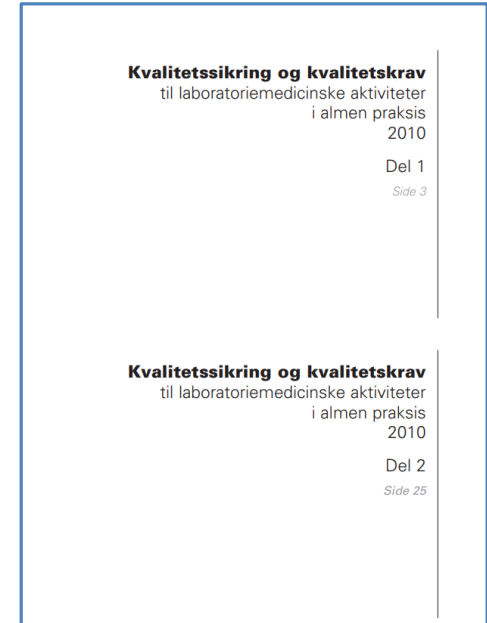 Kvalitetssikring og kvalitetskrav
til laboratoriemedicinske aktiviteter
i almen praksis
2010
Del 1
Side 3
Kvalitetssikring og kvalitetskrav
til laboratoriemedicinske aktiviteter
i almen praksis
2010
Del 2
Side 25